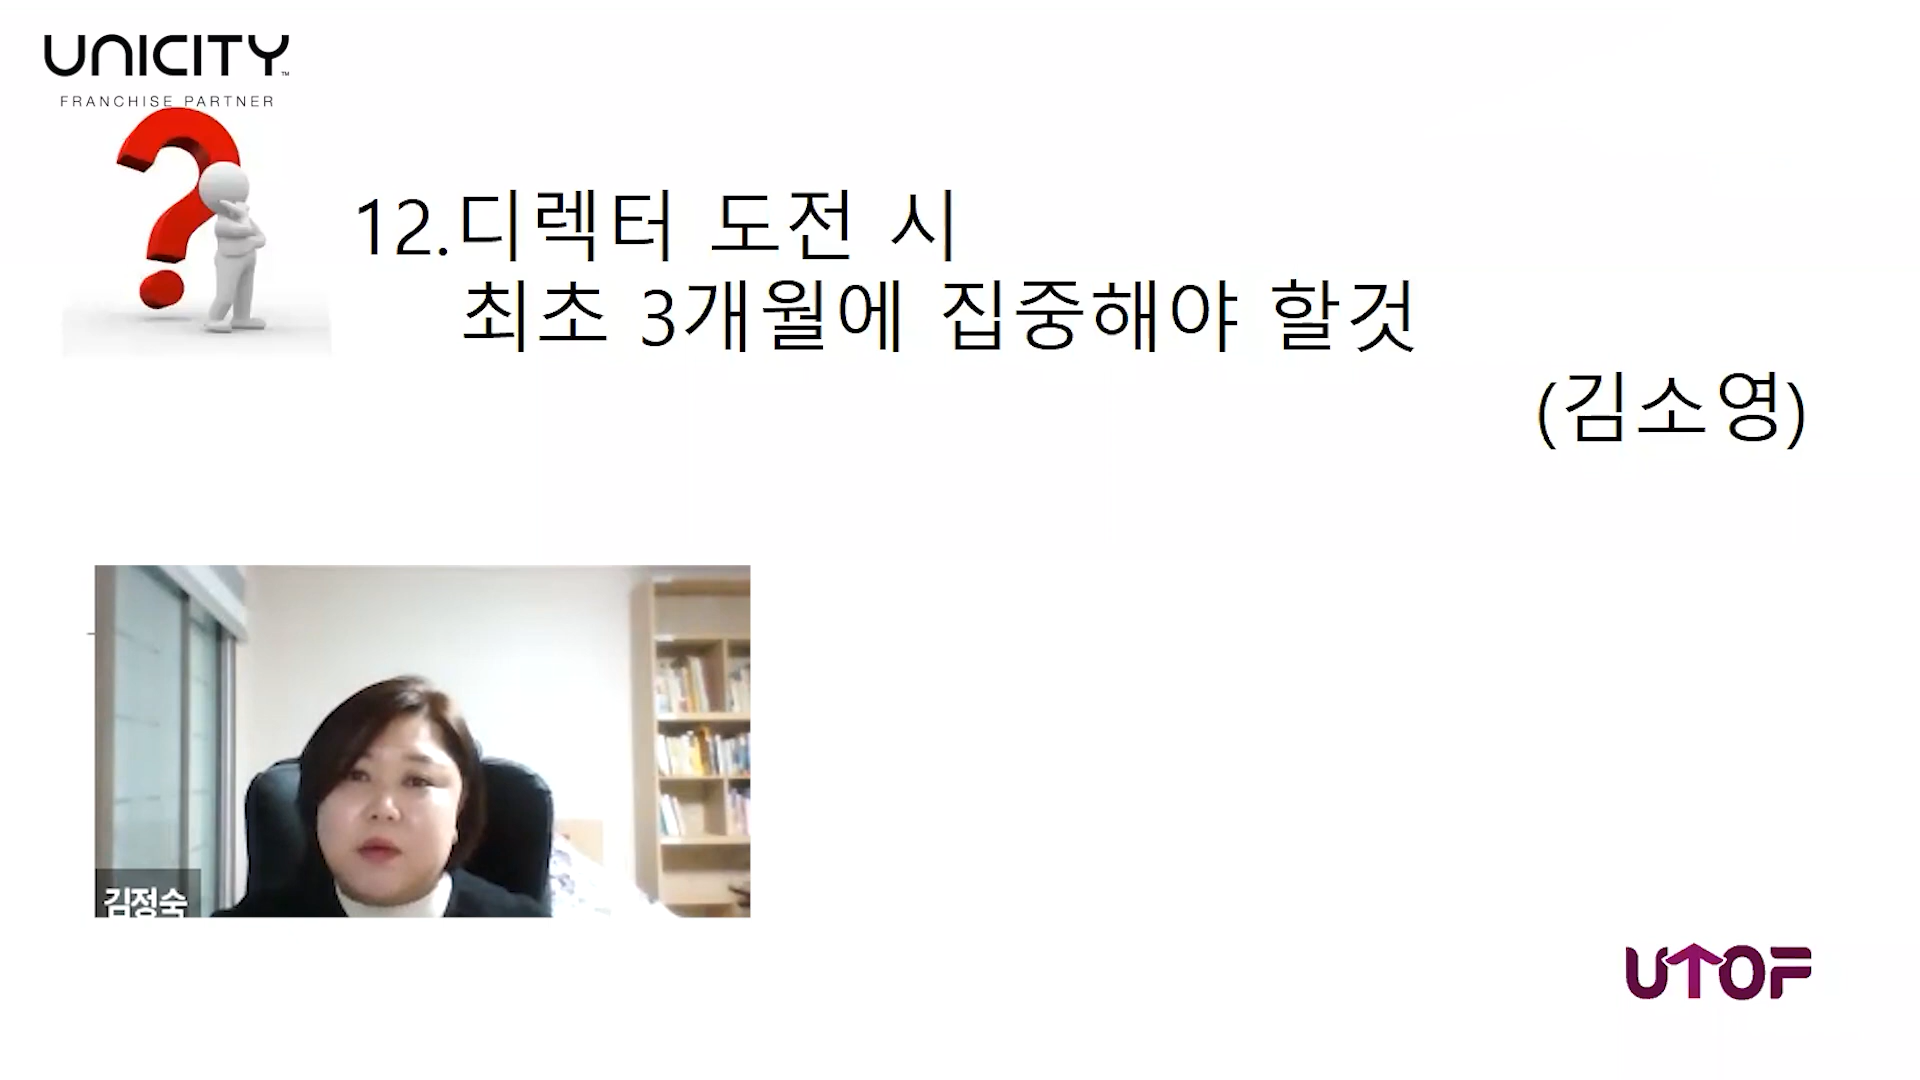 UNICITY™
FRANCHISE PARTNER
12.디렉터 도전 시
최초 3개월에 집중해야 할것
(김소영)
김정숙
UTOF